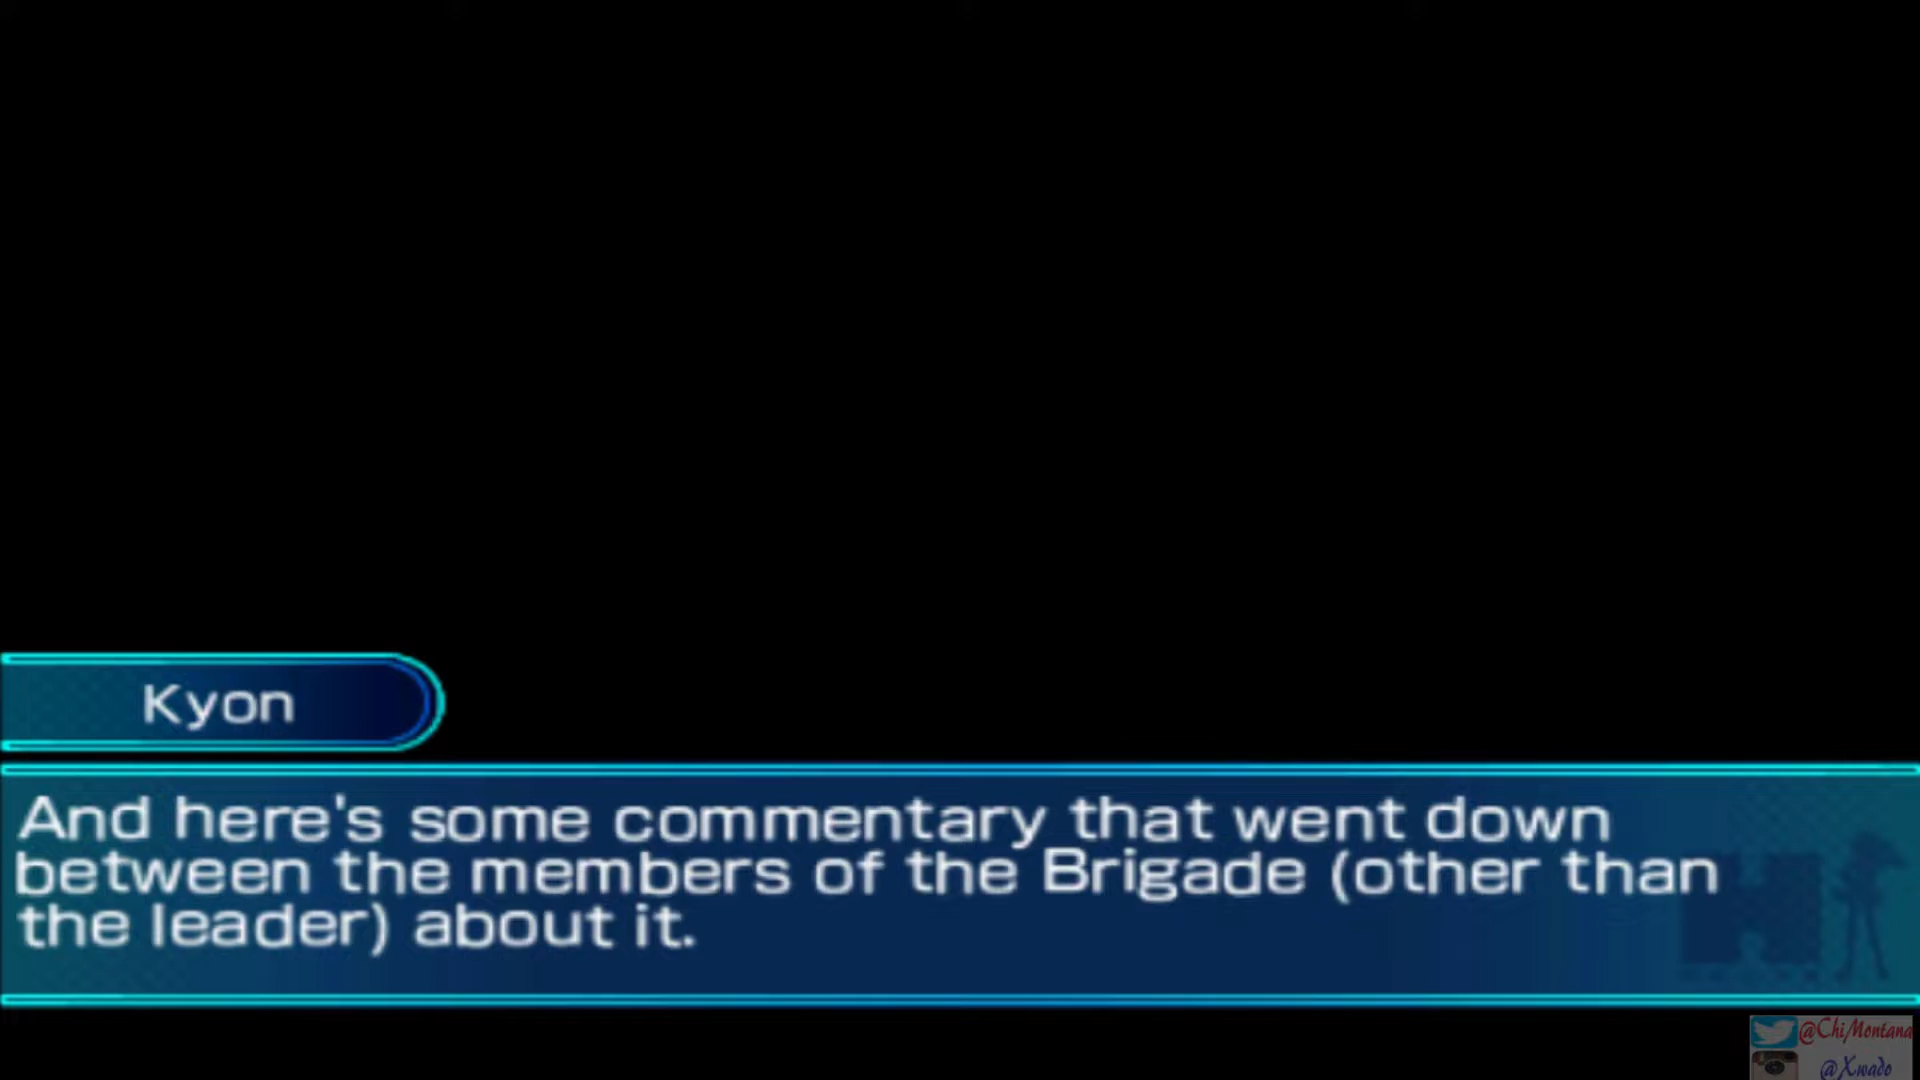 Kyon
And here's some commentary that went down
between the members of the Brigade (other than
the leader) about it.
@ChiMontana
@Xwado